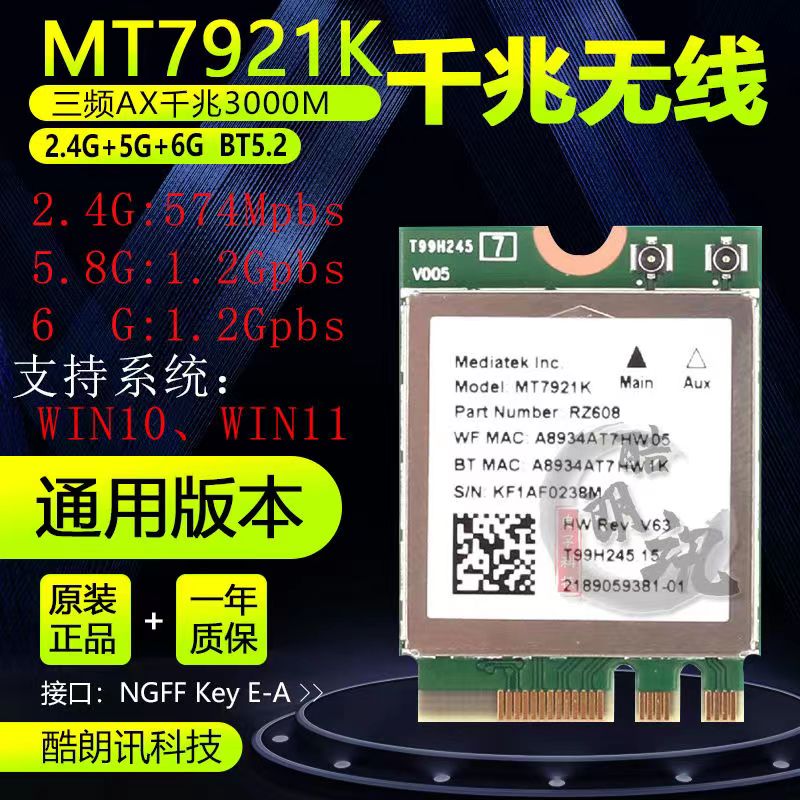 MT7921K
千兆无线
三频AX千兆3000M
2.4G+5G+6G BT5.2
2.4G:574Mpbs
5.8G:1.2Gpbs
6 G:1.2Gpbs
支持系统:
WIN10、WIN11
通用版本
原装
正品
+
一年
质保
接口：NGFF Key E-A >>
酷朗讯科技
T99H245 7
V005
Mediatek Inc.
Model: MT7921K
Main
Aux
Part Number: RZ608
WF MAC: A8934AT7HW05
BT MAC: A8934AT7HW1K
S/N: KF1AF0238M
HW Rev- V63
T99H245 15
2189059381-01